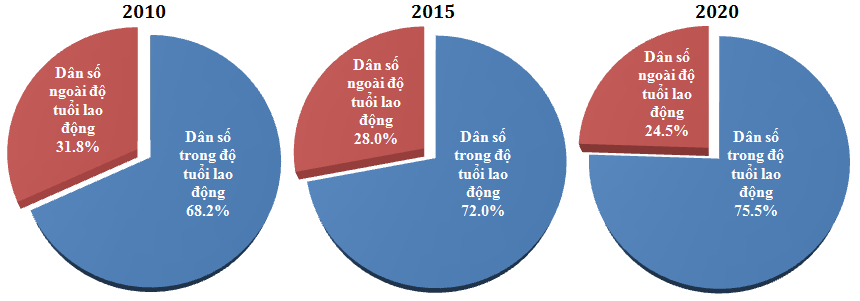 2010
Dân số
ngoài độ
tuổi lao
động
31.8%
Dân số
trong độ
tuổi lao
động
68.2%
2015
Dân số
ngoài độ
tuổi lao
động
28.0%
Dân số
trong độ
tuổi lao
động
72.0%
2020
Dân số
ngoài độ
tuổi lao
động
24.5%
Dân số
trong độ
tuổi lao
động
75.5%